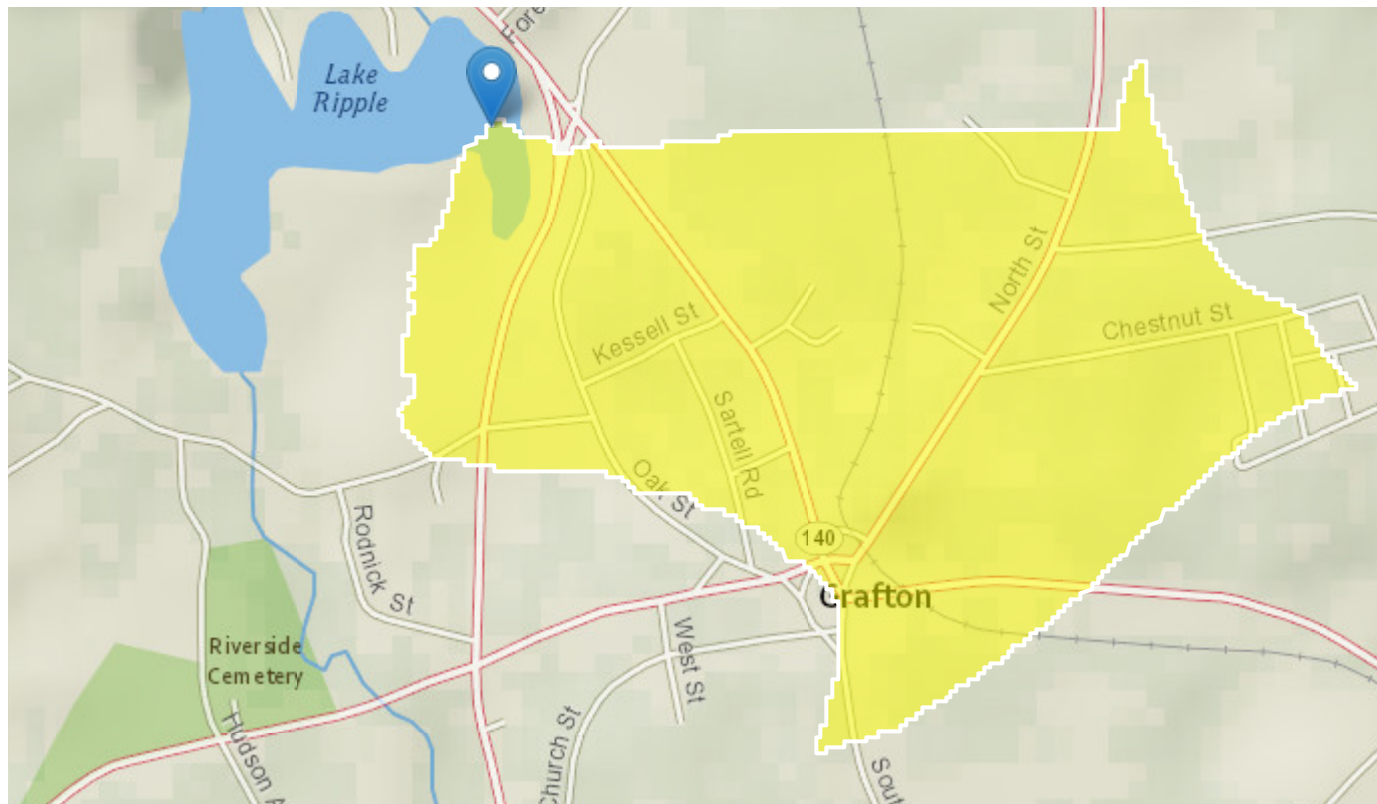 Lake
Ripple
North St
Kessell St
Chestnut St
Sartell Rd
Oak St
Rodnick St
140
Grafton
West St
Riverside
Cemetery
Church St
Hudson